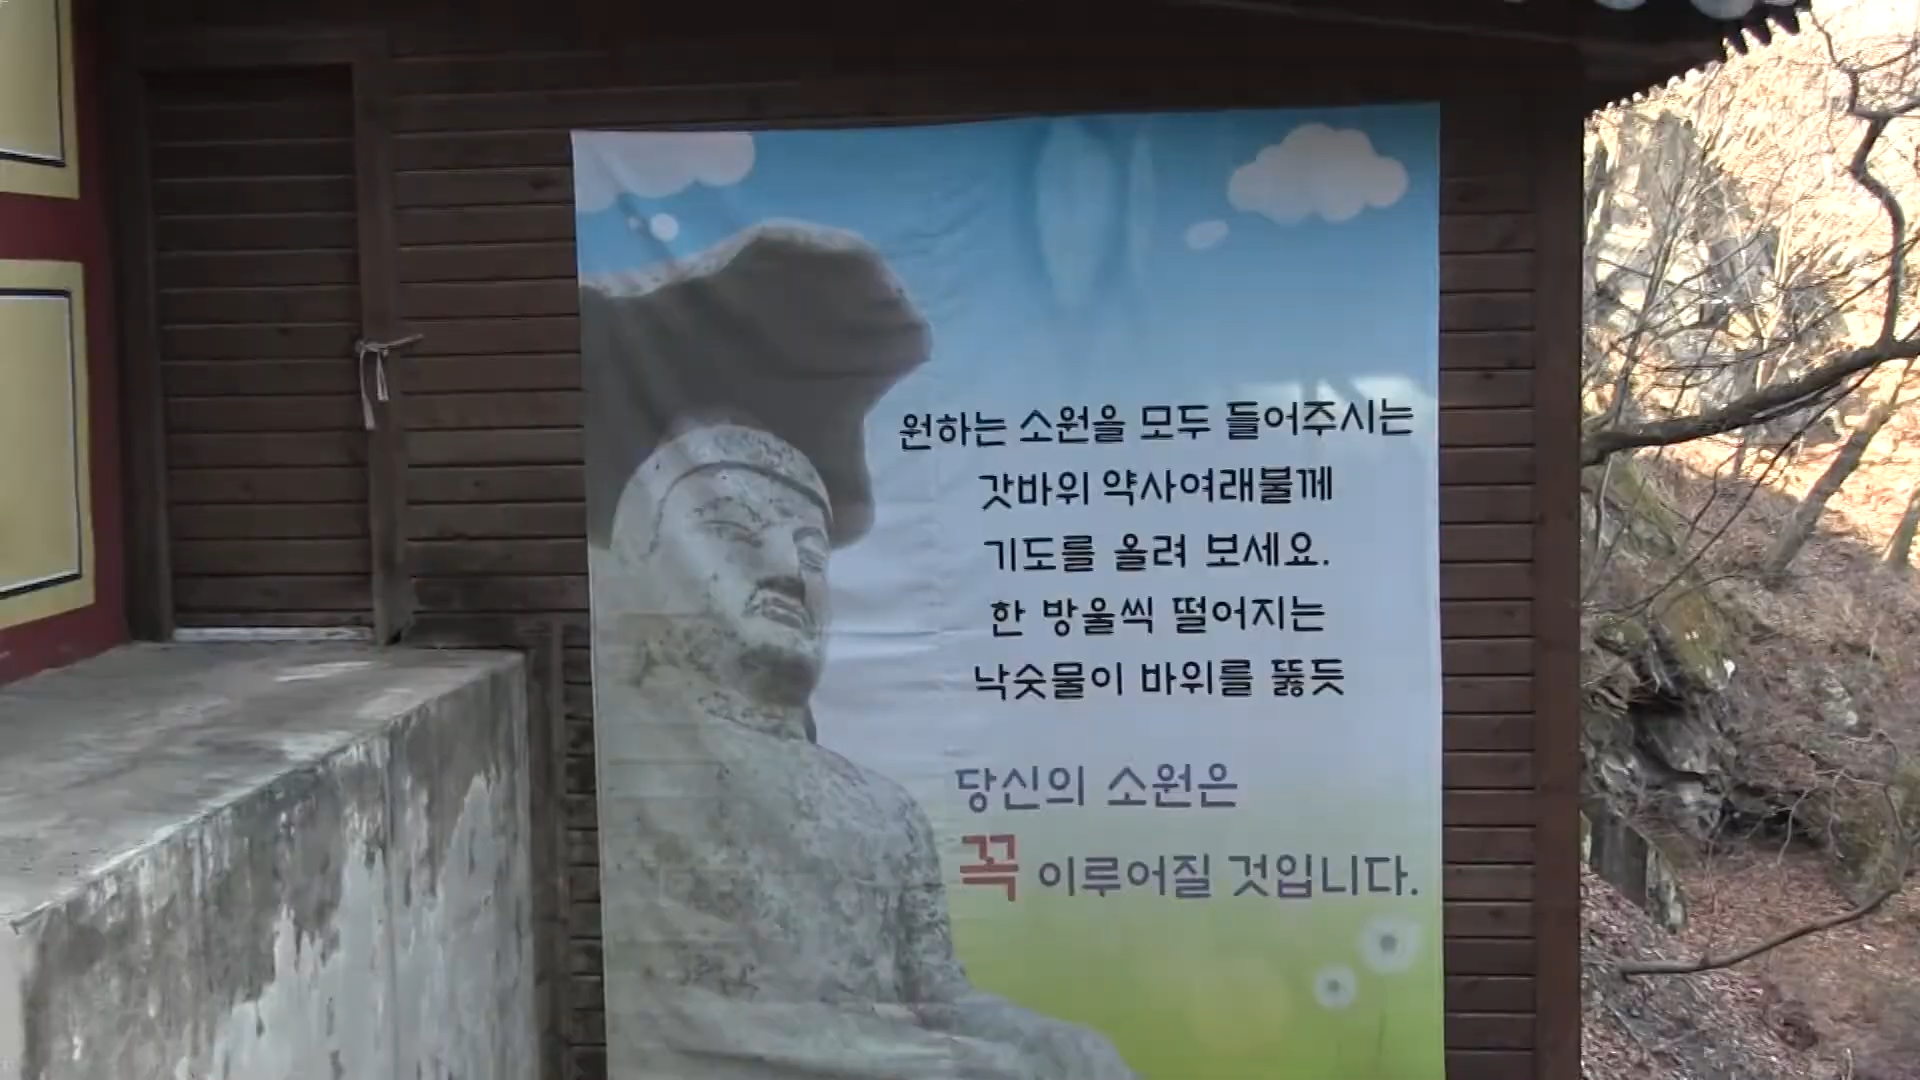 원하는 소원을 모두 들어주시는
갓바위 약사여래불께
기도를 올려 보세요.
한 방울씩 떨어지는
낙숫물이 바위를 뚫듯
당신의 소원은
꼭 이루어질 것입니다.